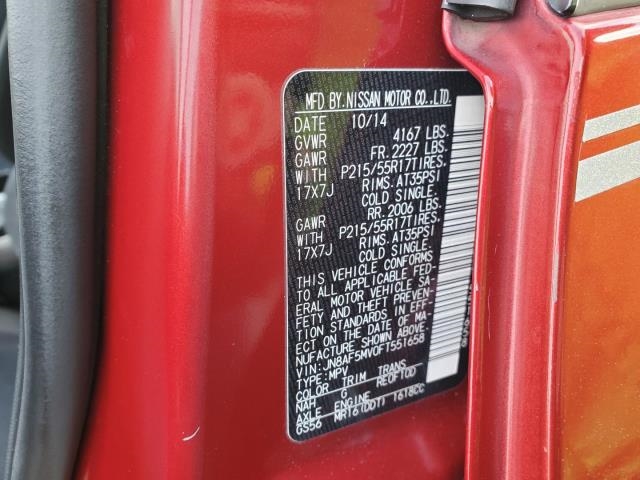 MFD BY.NISSAN MOTOR CO.,LTD.
DATE 10/14
GVWR 4167 LBS.
GAWR FR. 2227 LBS.
WITH P215/55R17TIRES.
17X7J RIMS. AT35PSI
COLD SINGLE.
GAWR RR. 2006 LBS.
WITH P215/55R17TIRES.
17X7J RIMS. AT35PSI
COLD SINGLE.
THIS VEHICLE CONFORMS
TO ALL APPLICABLE FED-
ERAL MOTOR VEHICLE SA-
FETY AND THEFT PREVEN-
TION STANDARDS IN EFF-
ECT ON THE DATE OF MA-
NUFACTURE SHOWN ABOVE.
VIN:JN8AF5MV0FT551658
TYPE:MPV
COLOR TRIM TRANS
NAH G RE0F10D
AXLE ENGINE
GS56 MR16(DDT) 1618CC